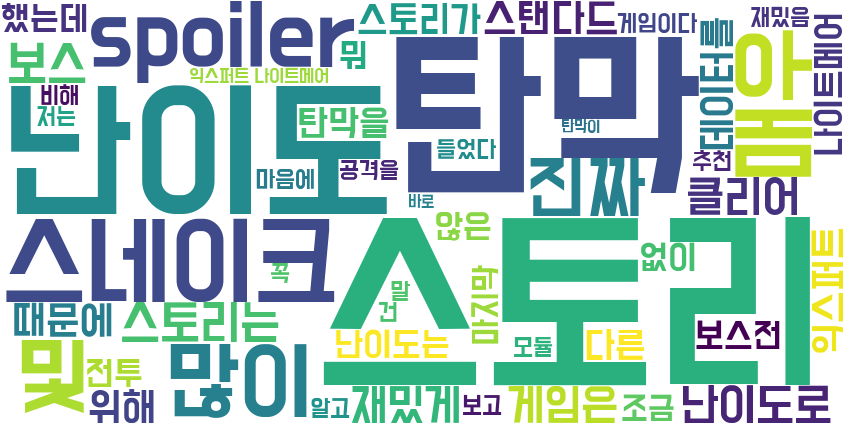 했는데
spoiler
스토리가
스탠다드
재밌음
게임이다
보스
뭐
익스퍼트 나이트메어
비해
저는
탄막
탄막을
탄막이
데이터를
아
봄
나이트메어
난이도
들었다
마음에
공격을
바로
진짜
추천
클리어
스네이크
않은
없이
꼭
말
건
마지막
스토리
익스퍼트
때문에
스토리는
난이도는
모듈
다른
보스전
및
전투
많이
위해
알고
재밌게
보고
게임은
조금
난이도로